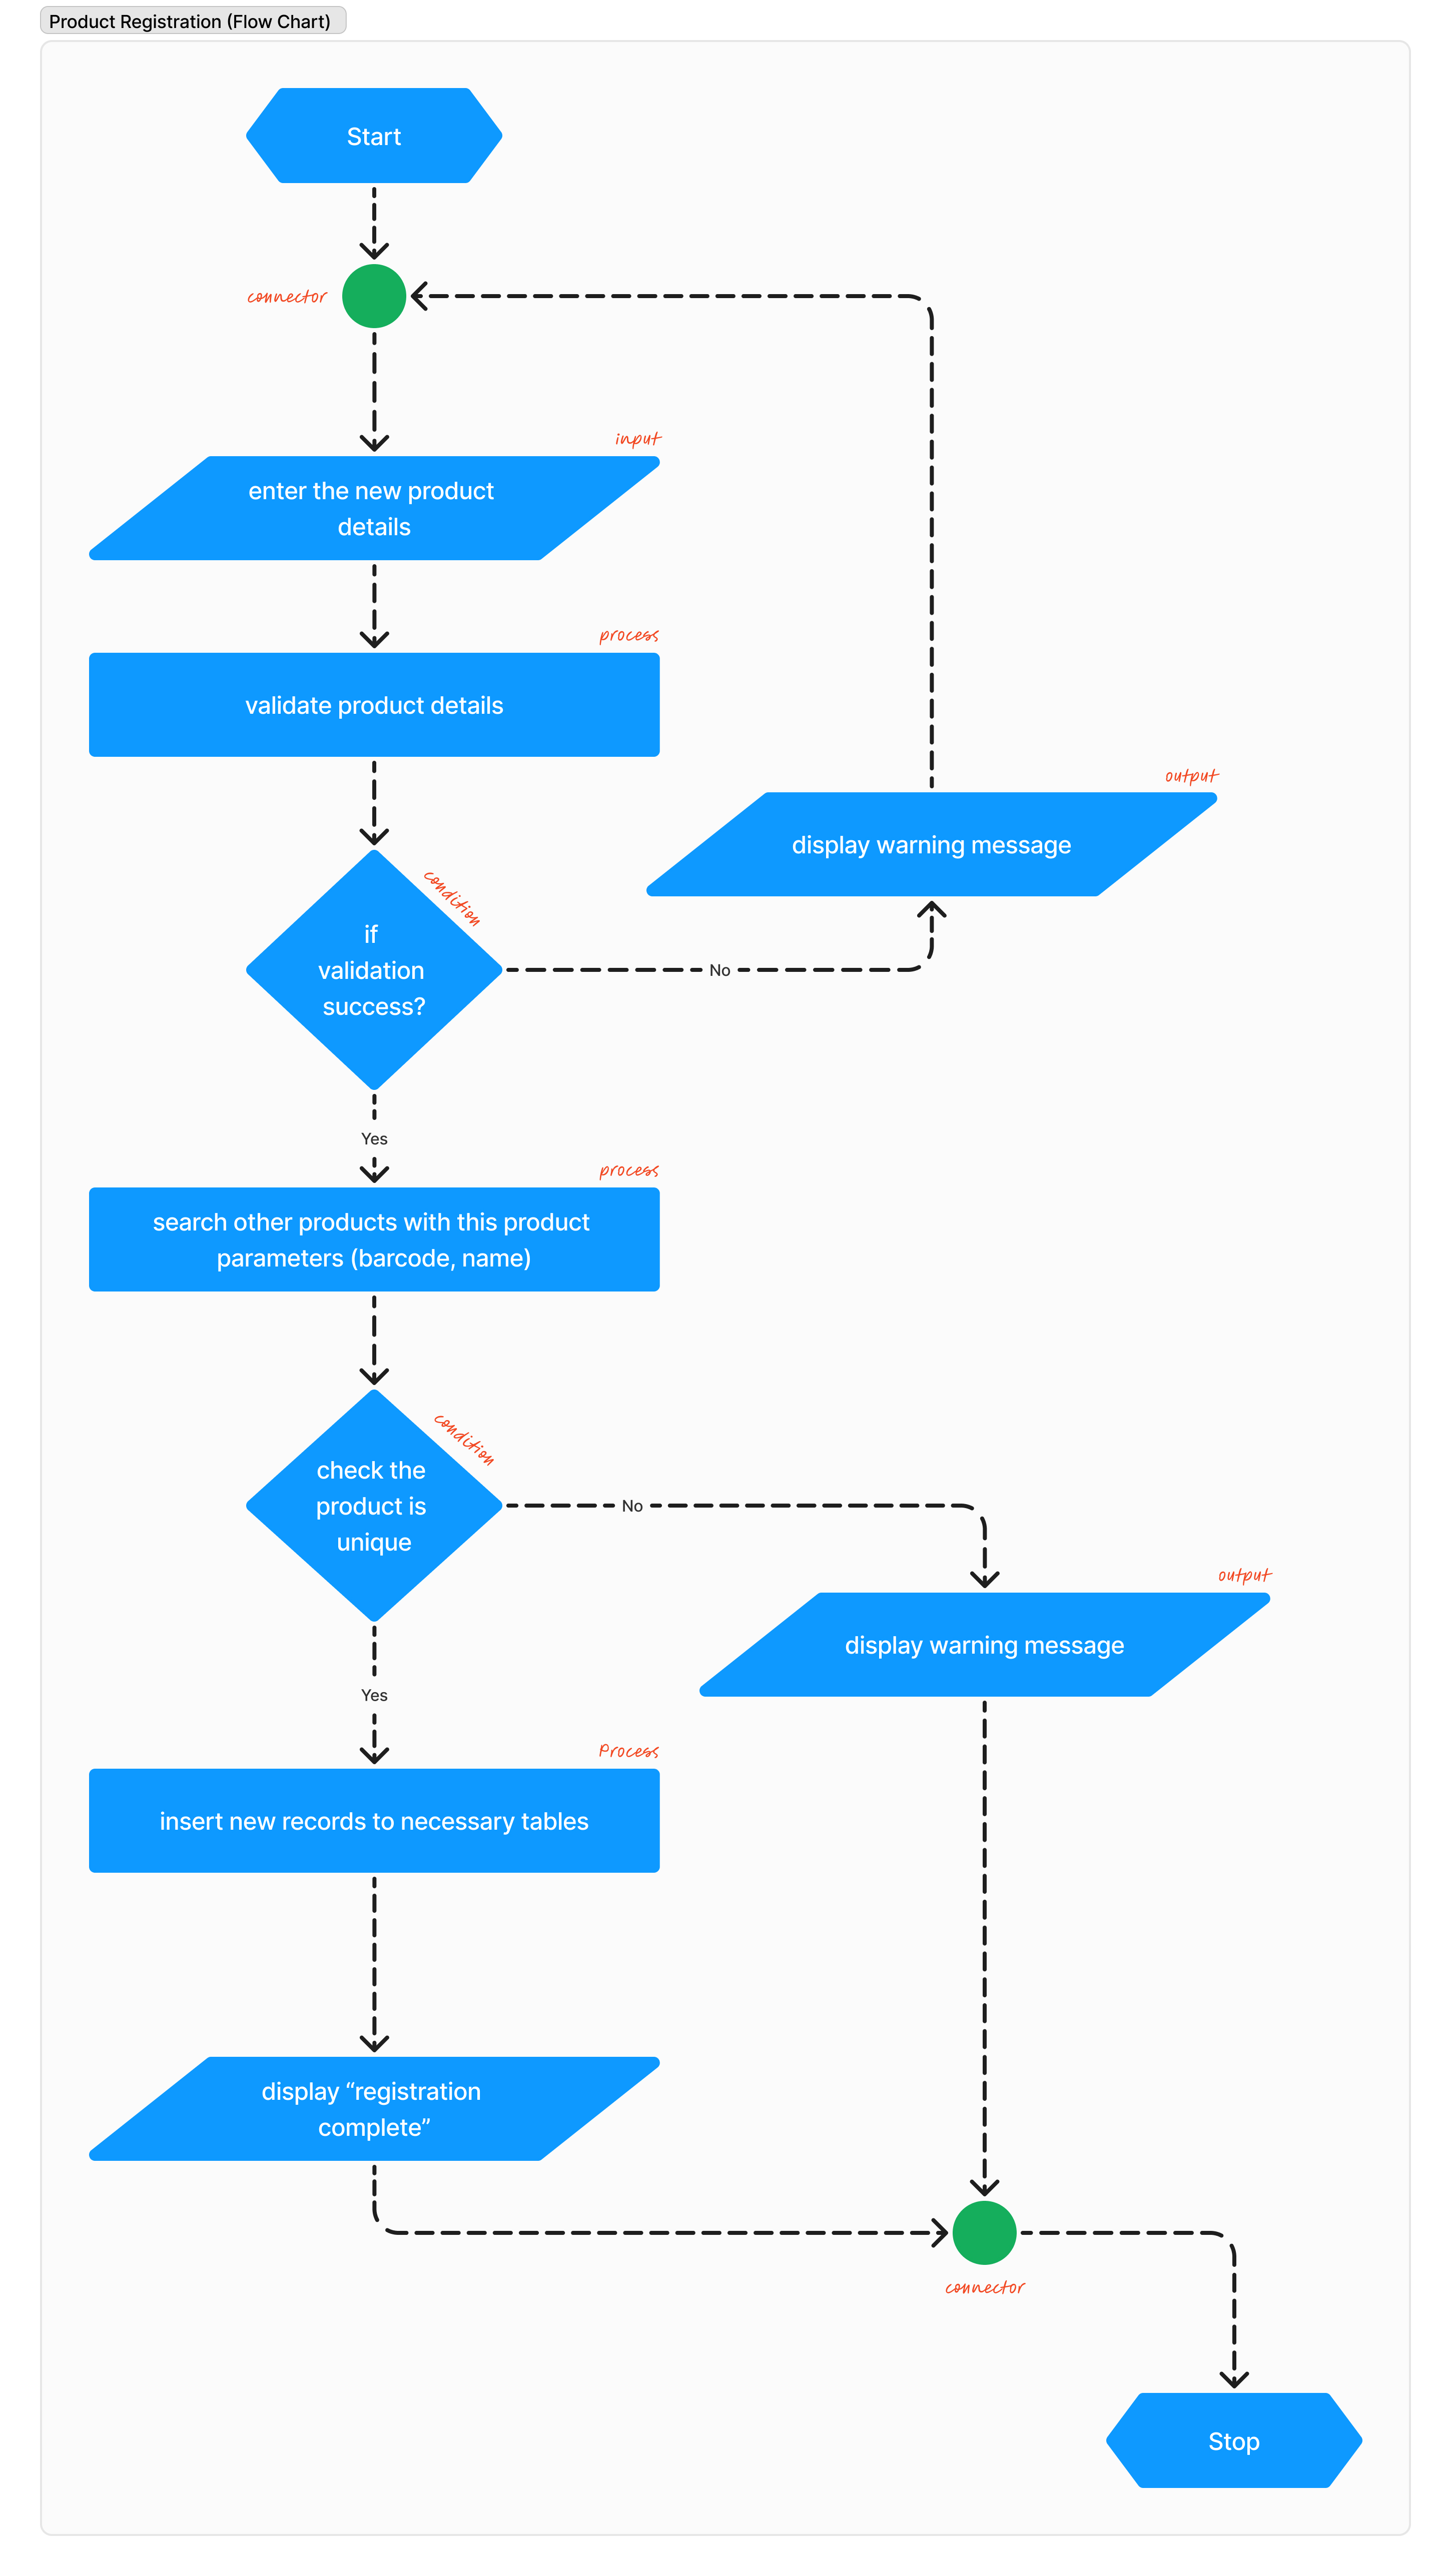 Product Registration (Flow Chart)
Start
connector
input
enter the new product
details
process
validate product details
output
display warning message
condition
if
validation
success?
No
Yes
process
search other products with this product
parameters (barcode, name)
condition
check the
product is
unique
No
output
display warning message
Yes
Process
insert new records to necessary tables
display “registration
complete”
connector
Stop